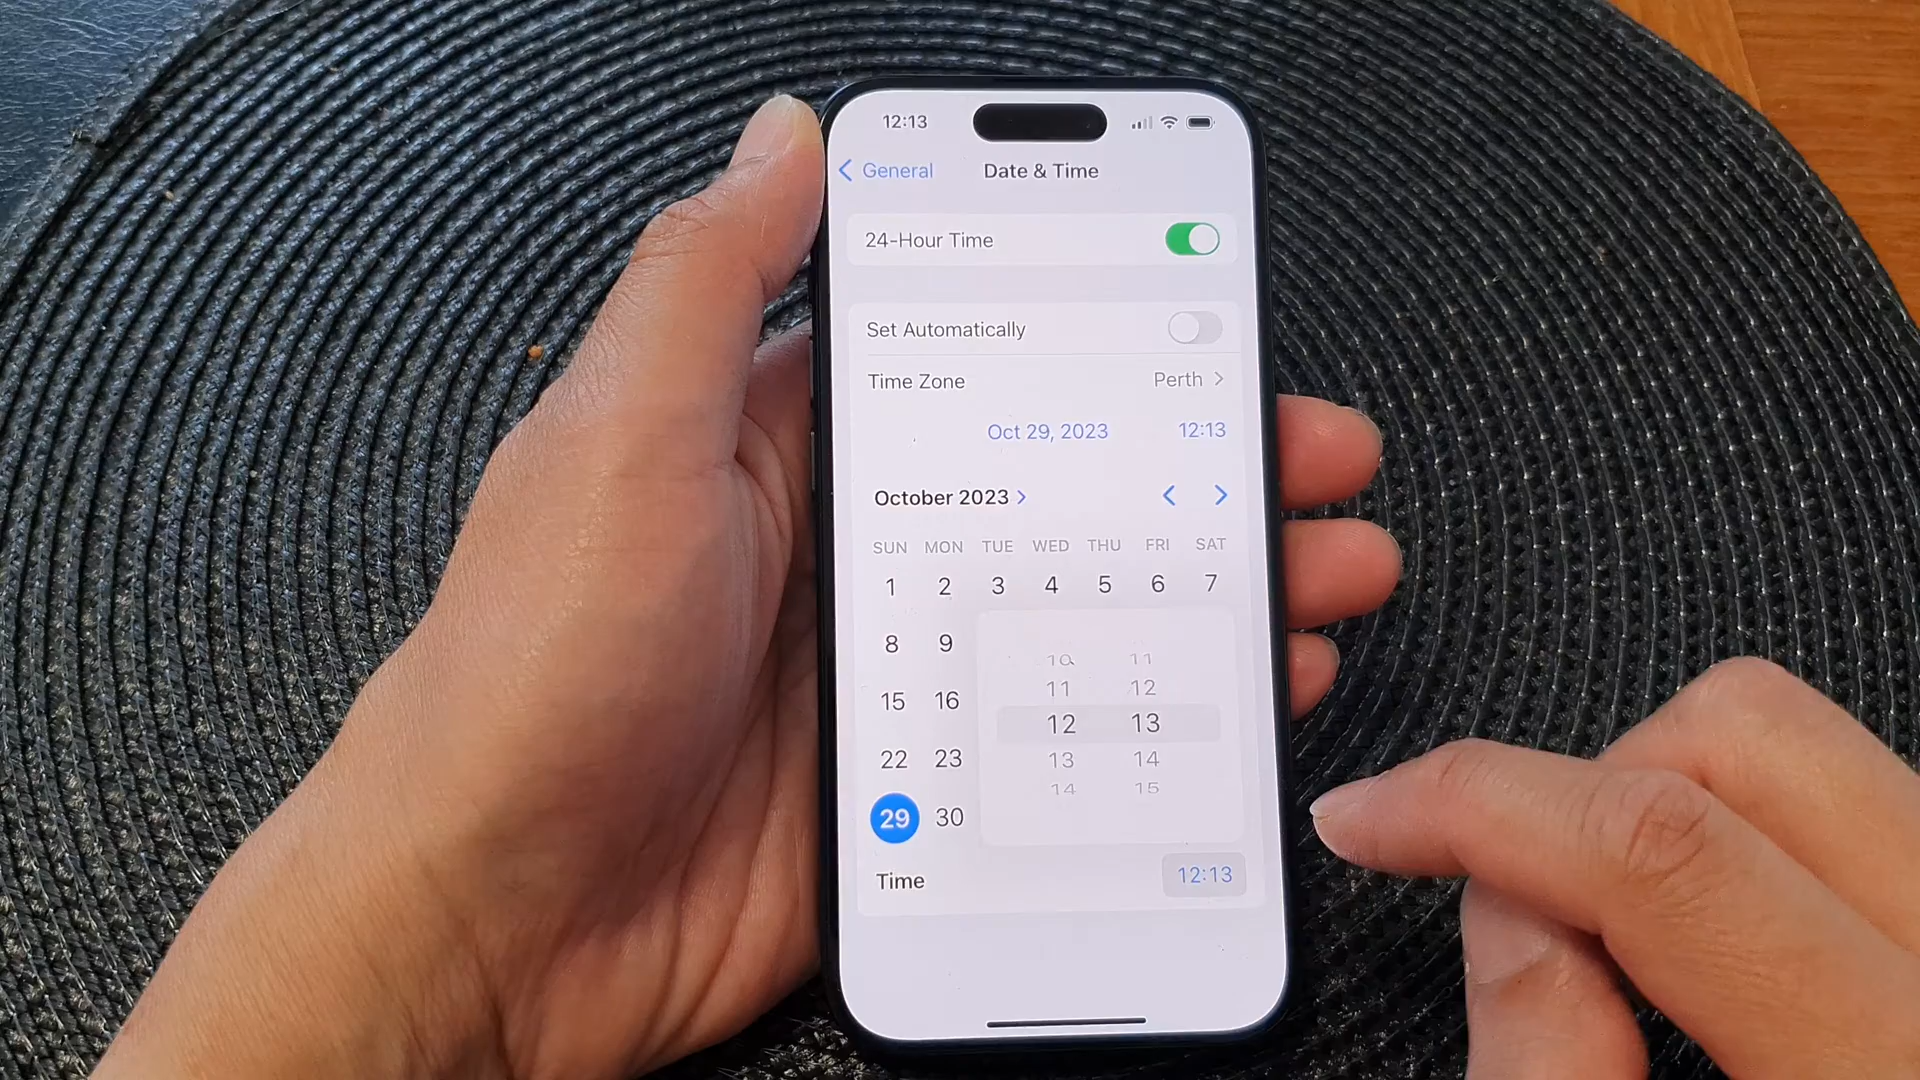 12:13
General Date & Time
24-Hour Time
Set Automatically
Time Zone Perth
Oct 29, 2023 12:13
October 2023
SUN MON TUE WED THU FRI SAT
1 2 3 4 5 6 7
8 9
10 11
11 12
15 16
12 13
22 23
13 14
14 15
29 30
Time 12:13